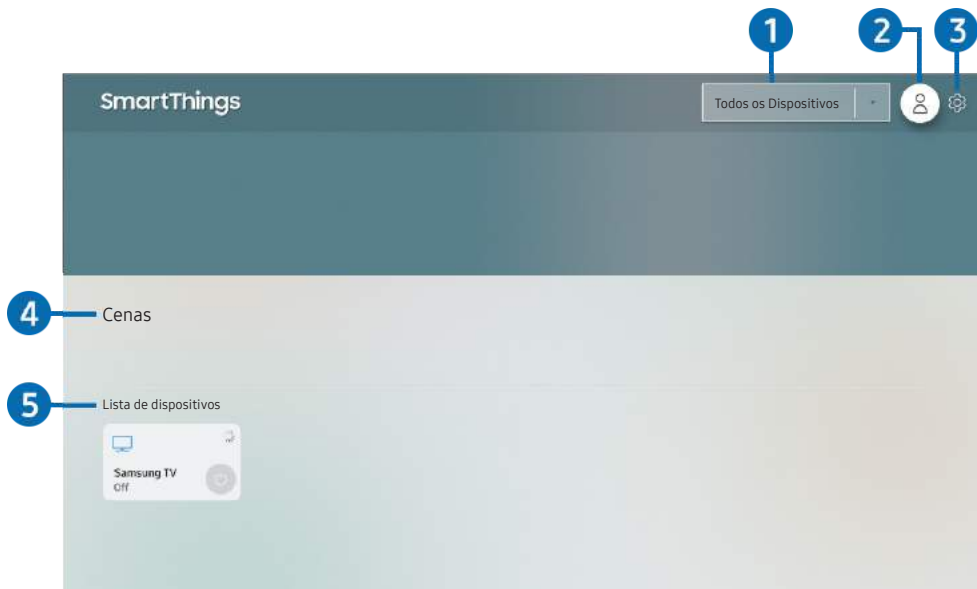 1 2 3
SmartThings
Todos os Dispositivos
4 Cenas
5 Lista de dispositivos
Samsung TV
Off